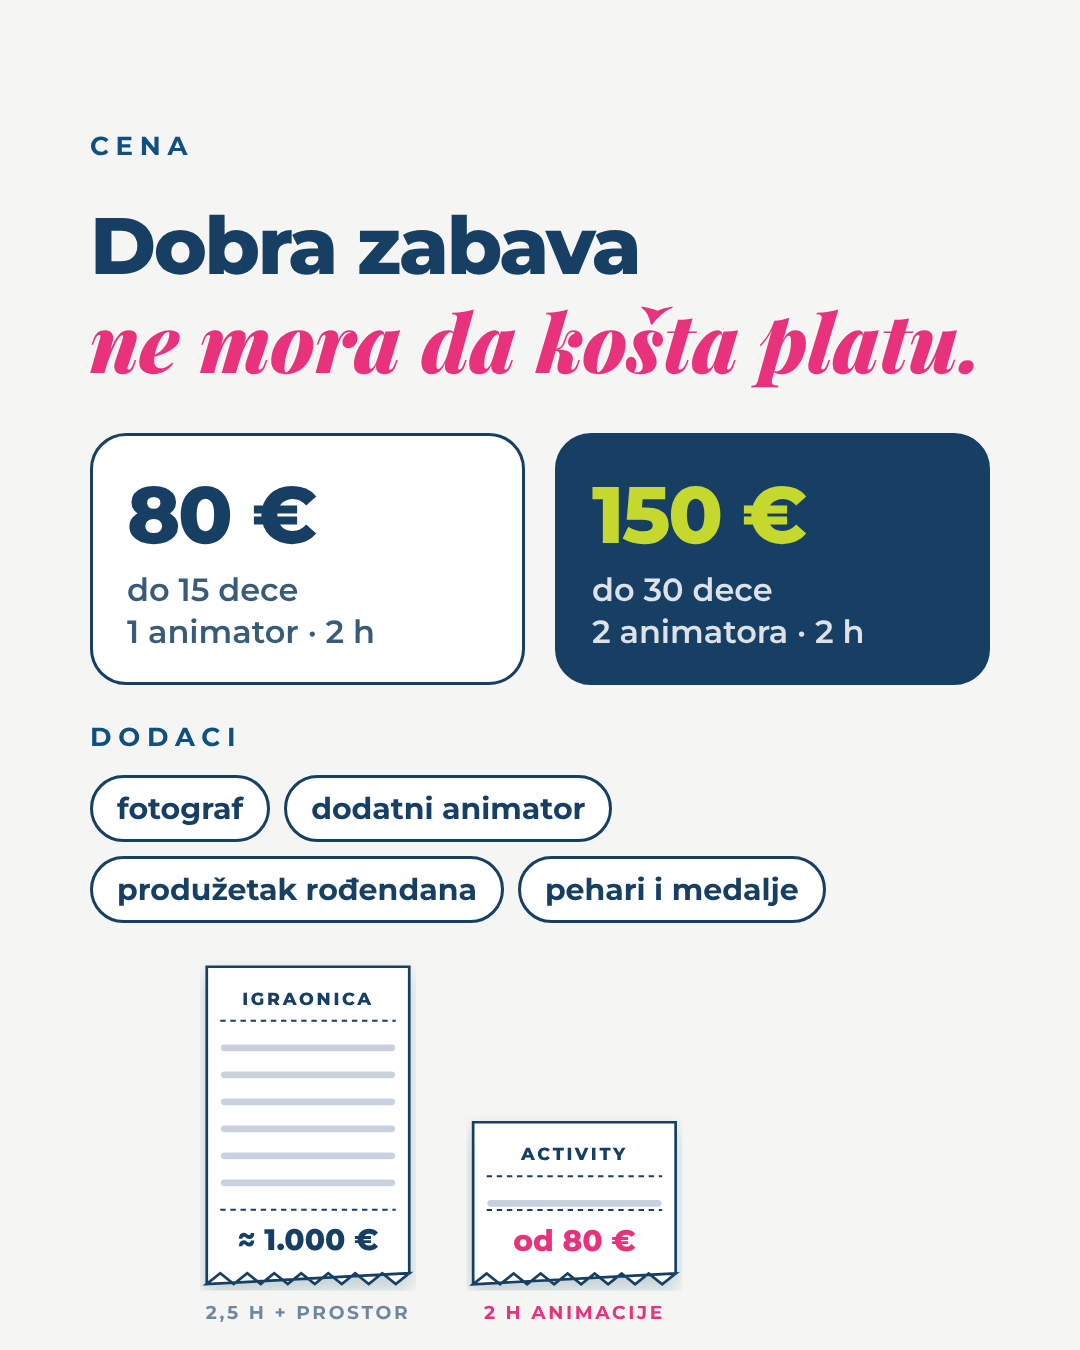 CENA
Dobra zabava
ne mora da košta platu.
80 €
do 15 dece
1 animator · 2 h
150 €
do 30 dece
2 animatora · 2 h
DODACI
fotograf
dodatni animator
produžetak rođendana
pehari i medalje
IGRAONICA
≈ 1.000 €
2,5 H + PROSTOR
ACTIVITY
od 80 €
2 H ANIMACIJE